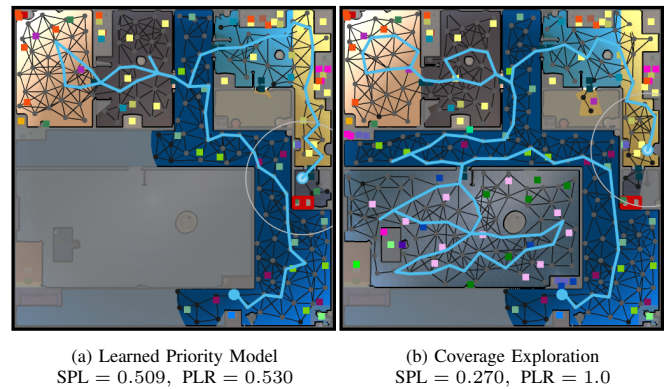 (a) Learned Priority Model
SPL = 0.509, PLR = 0.530
(b) Coverage Exploration
SPL = 0.270, PLR = 1.0